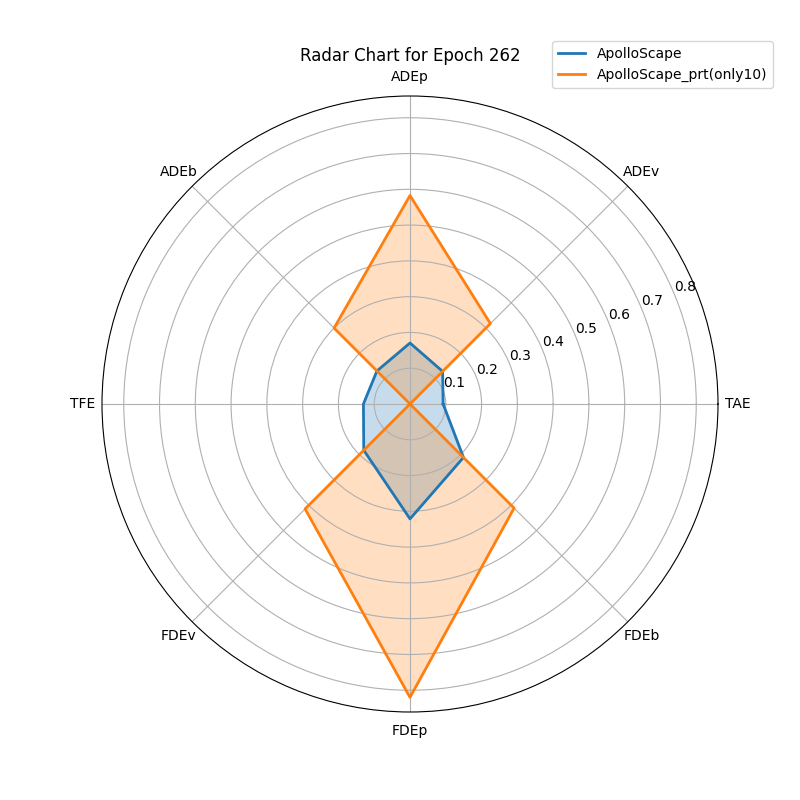 Radar Chart for Epoch 262
ApolloScape
ApolloScape_prt(only10)
ADEp
ADEb
ADEv
0.8
0.7
0.6
0.5
0.4
0.3
0.2
0.1
TFE
TAE
FDEv
FDEb
FDEp